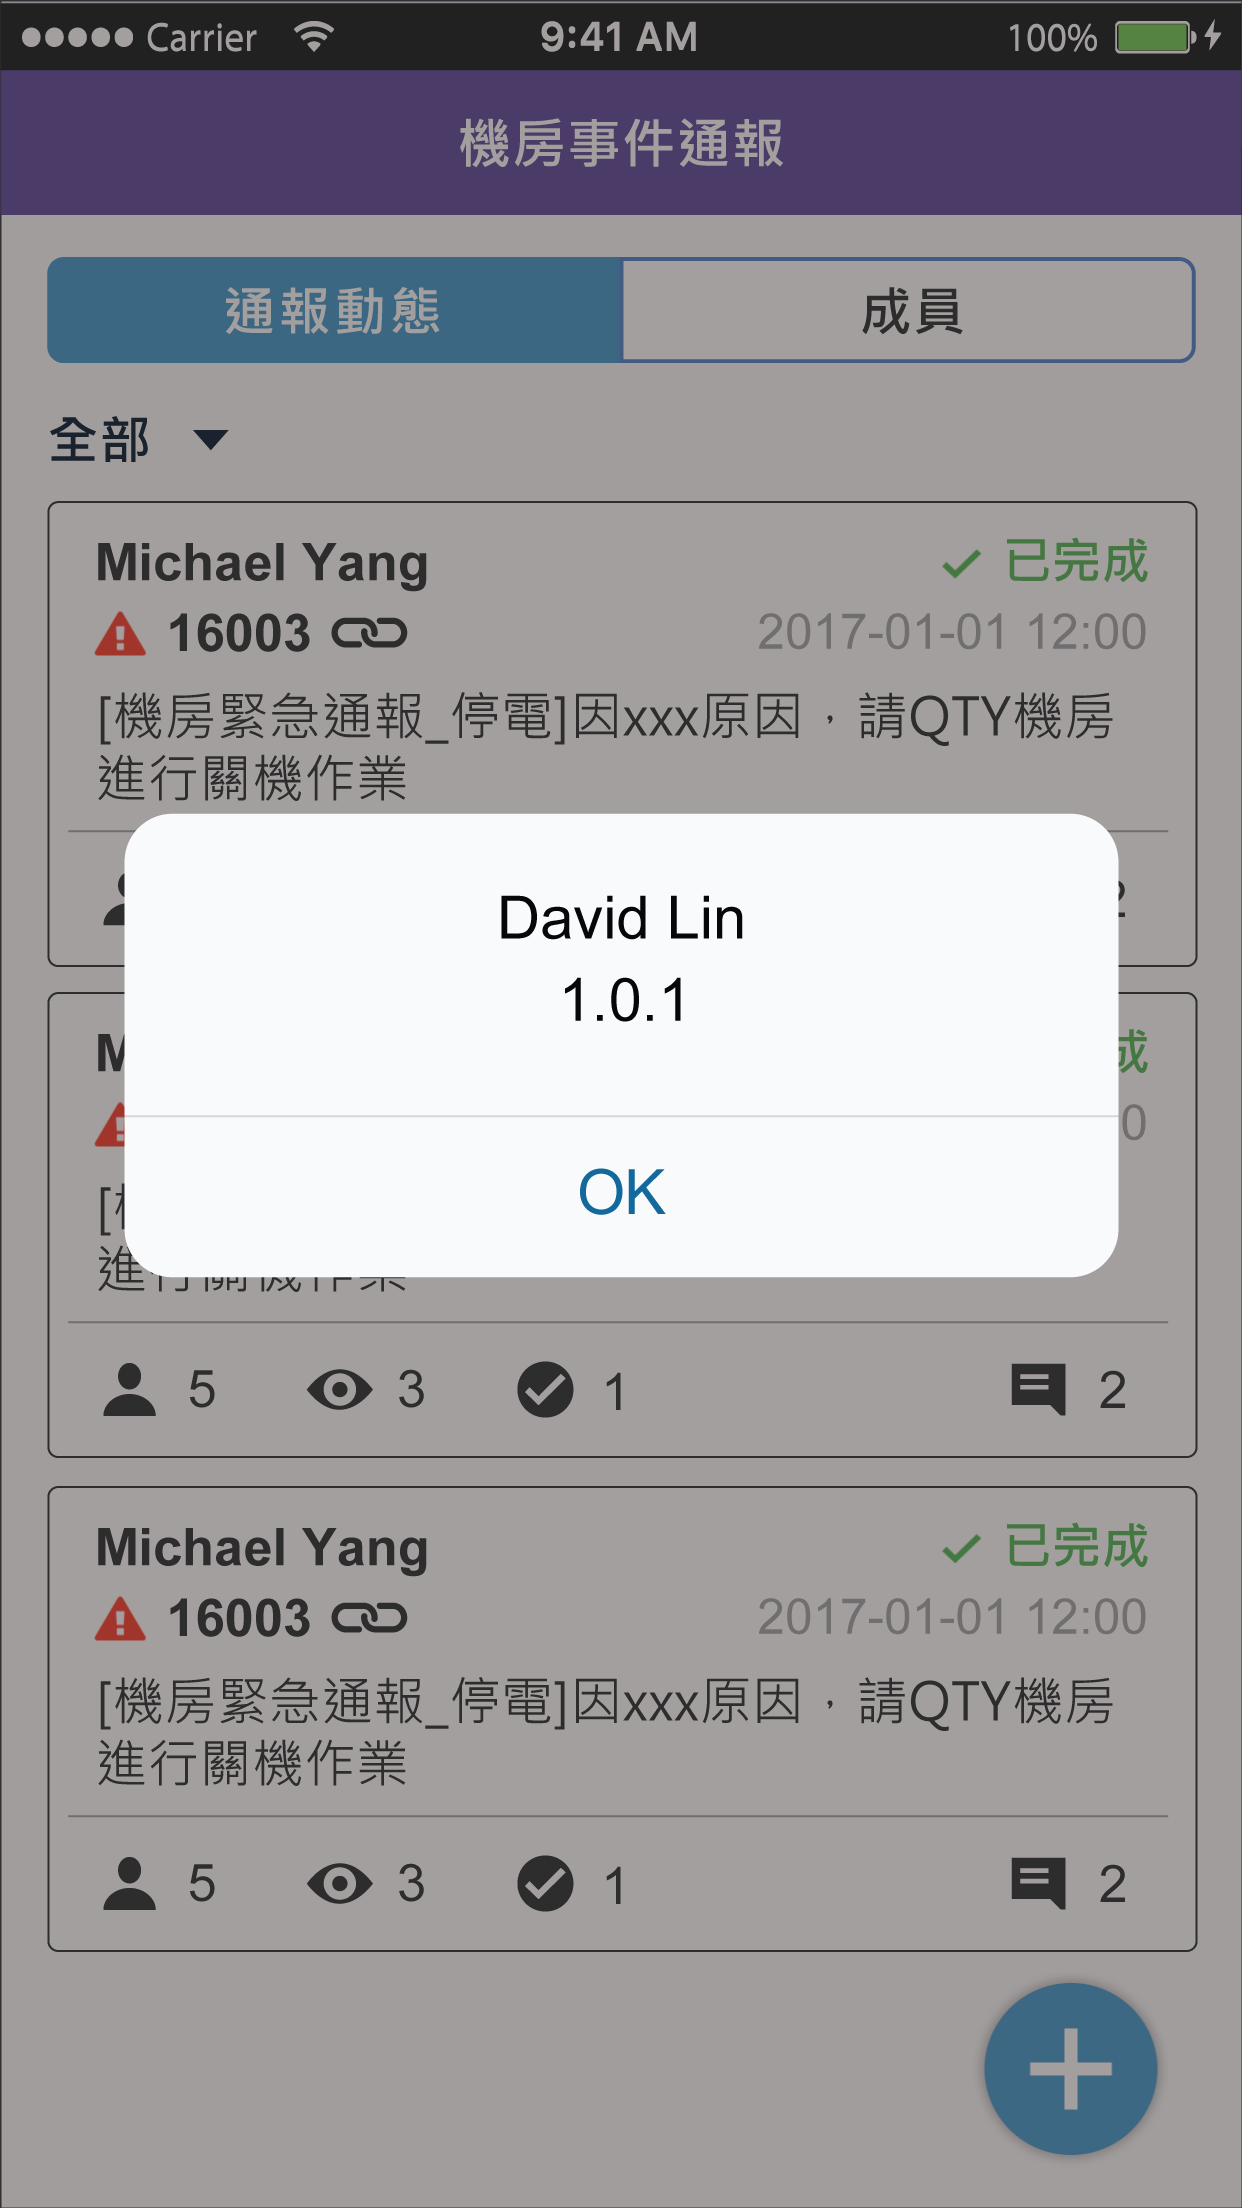 Carrier 9:41 AM 100%
機房事件通報
通報動態 成員
全部
Michael Yang 已完成
16003 2017-01-01 12:00
[機房緊急通報_停電]因xxx原因，請QTY機房
進行關機作業
David Lin
1.0.1
OK
5 3 1 2
Michael Yang 已完成
16003 2017-01-01 12:00
[機房緊急通報_停電]因xxx原因，請QTY機房
進行關機作業
5 3 1 2